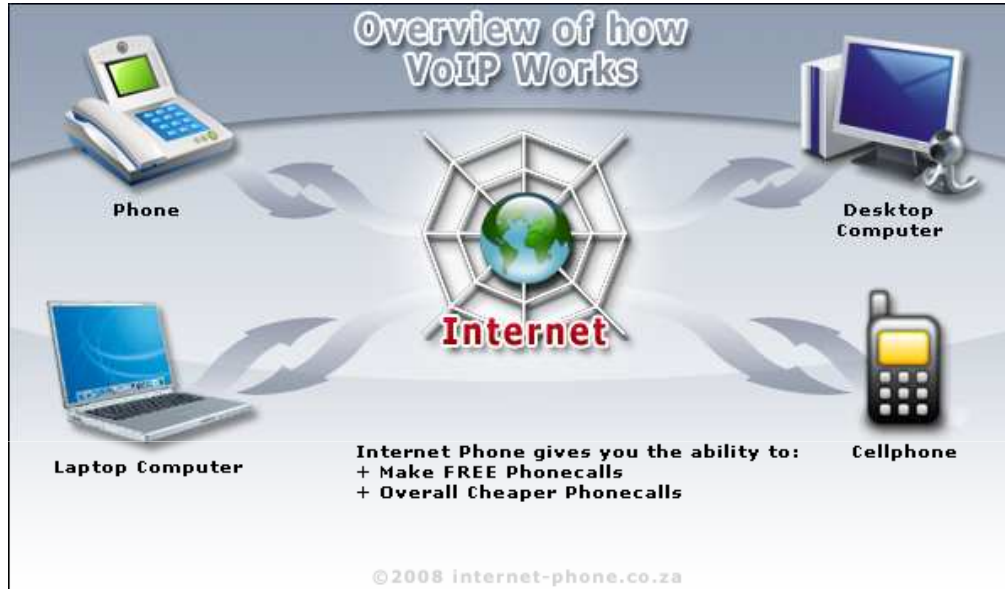 Overview of how
VoIP Works
Phone
Desktop
Computer
Internet
Laptop Computer
Cellphone
Internet Phone gives you the ability to:
+ Make FREE Phonecalls
+ Overall Cheaper Phonecalls
©2008 internet-phone.co.za